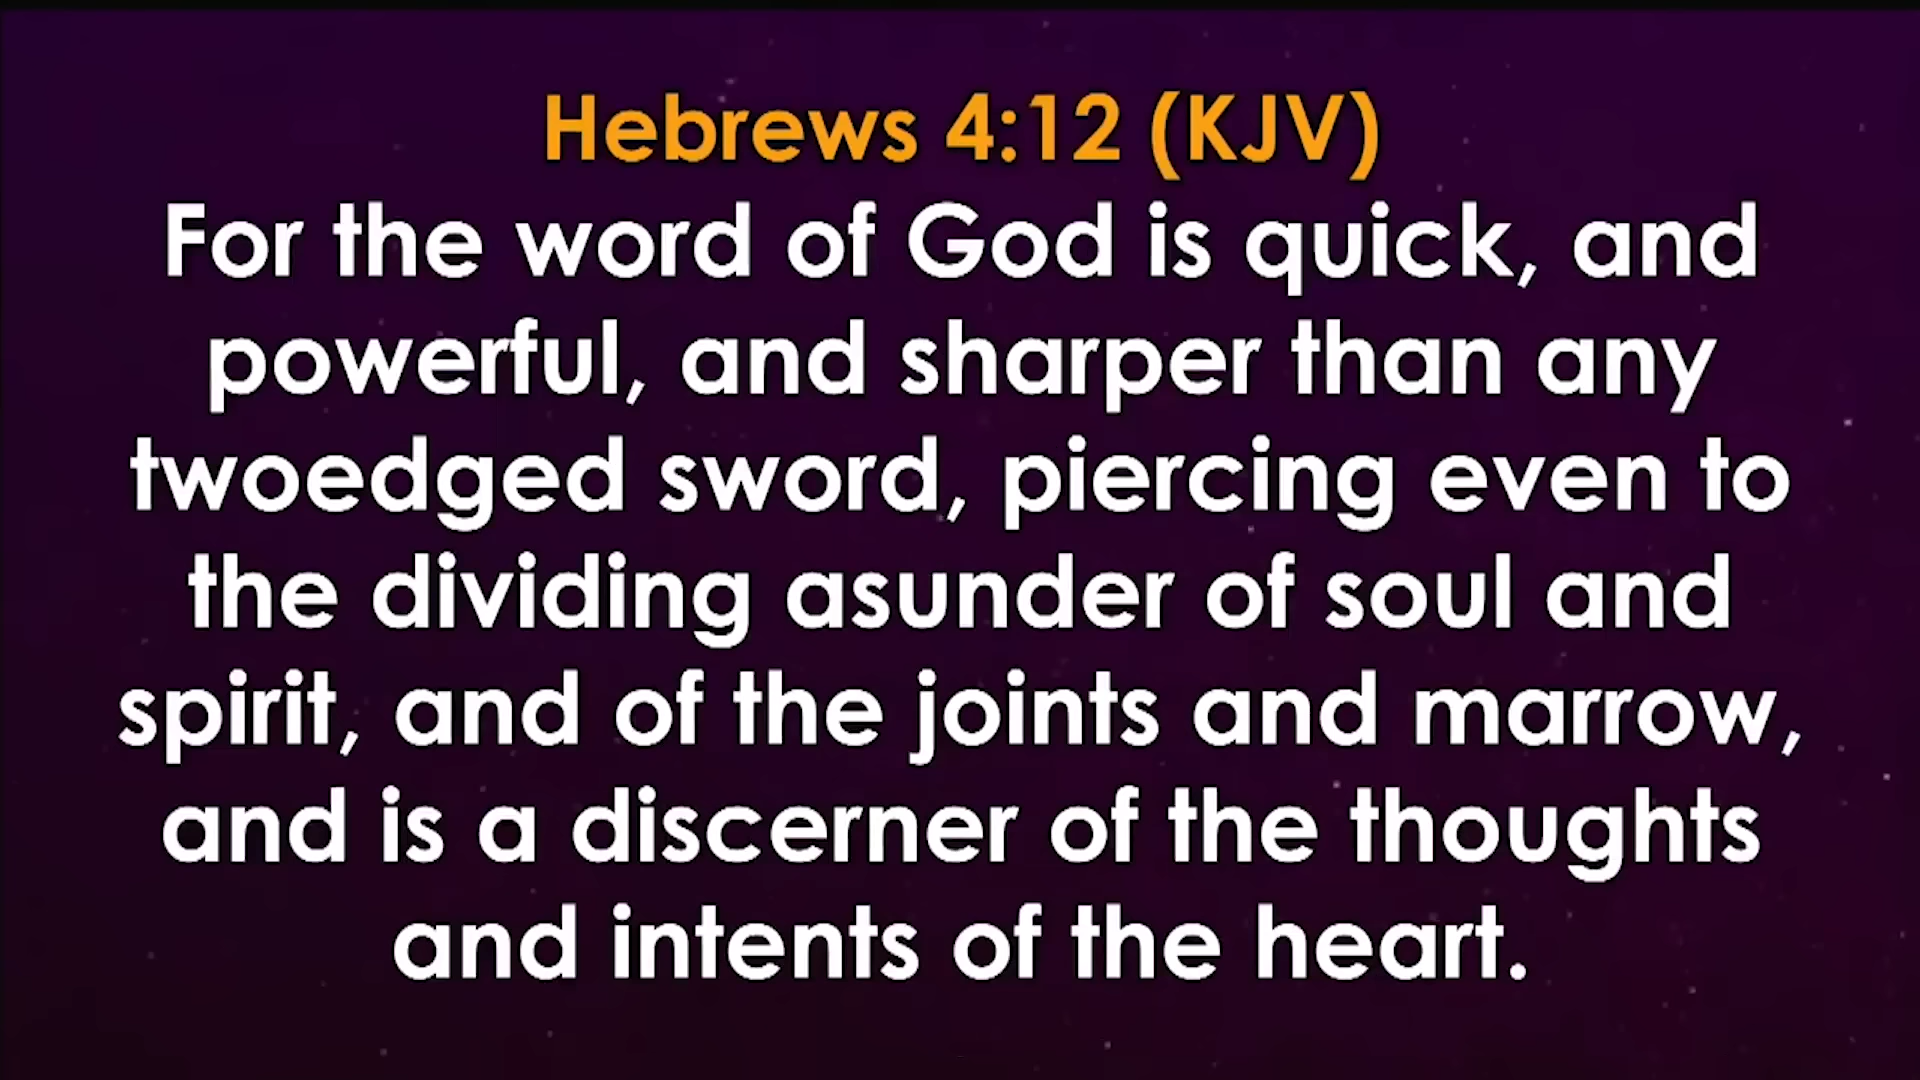 Hebrews 4:12 (KJV)
For the word of God is quick, and
powerful, and sharper than any
twoedged sword, piercing even to
the dividing asunder of soul and
spirit, and of the joints and marrow,
and is a discerner of the thoughts
and intents of the heart.